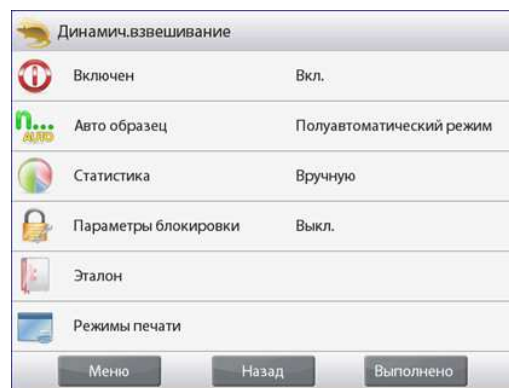 Динамич.взвешивание
Включен Вкл.
n... AUTO Авто образец Полуавтоматический режим
Статистика Вручную
Параметры блокировки Выкл.
Эталон
Режимы печати
Меню Назад Выполнено